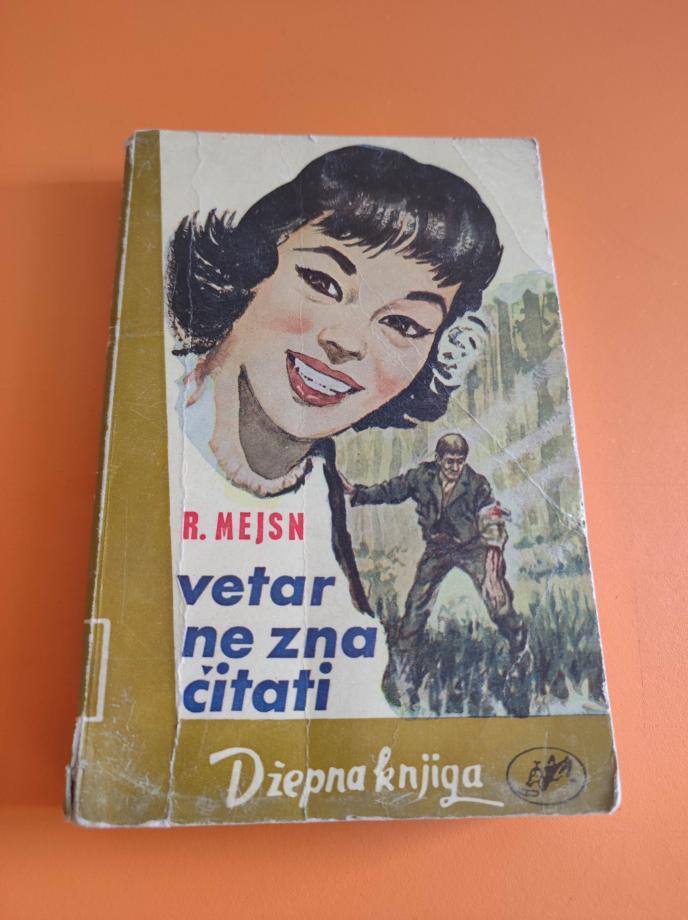 R. MEJSN
vetar
ne zna
čitati
Džepna knjiga